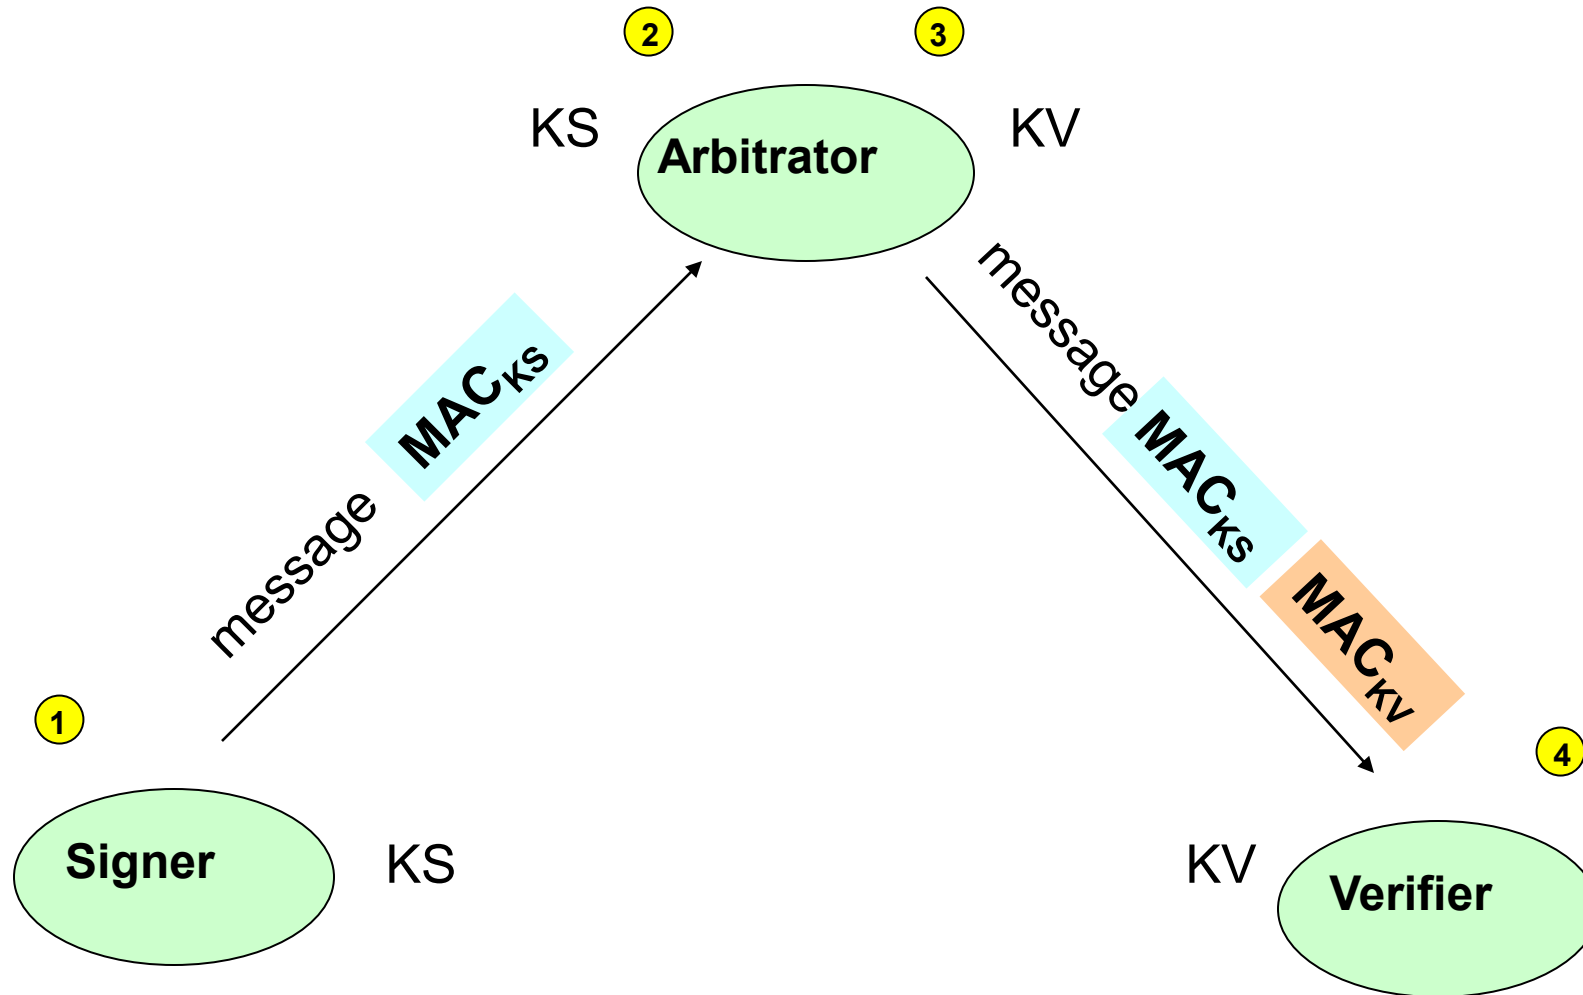 2
3
KS
Arbitrator
KV
message MACKS
message MACKS MACKV
1
4
Signer
KS
KV
Verifier